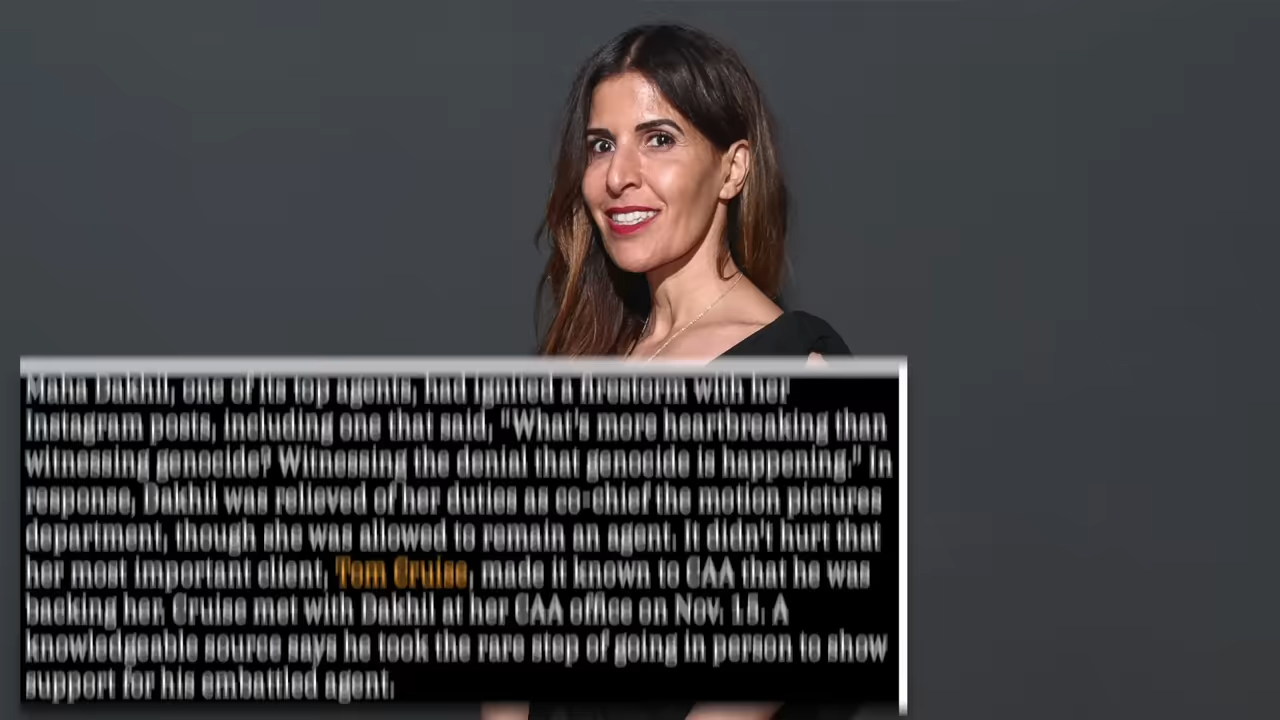 Maha Dakhil, one of its top agents, had ignited a firestorm with her
Instagram posts, including one that said, "What's more heartbreaking than
witnessing genocide? Witnessing the denial that genocide is happening." In
response, Dakhil was relieved of her duties as co-chief the motion pictures
department, though she was allowed to remain an agent. It didn't hurt that
her most important client, Tom Cruise, made it known to CAA that he was
backing her. Cruise met with Dakhil at her CAA office on Nov. 15. A
knowledgeable source says he took the rare step of going in person to show
support for his embattled agent.